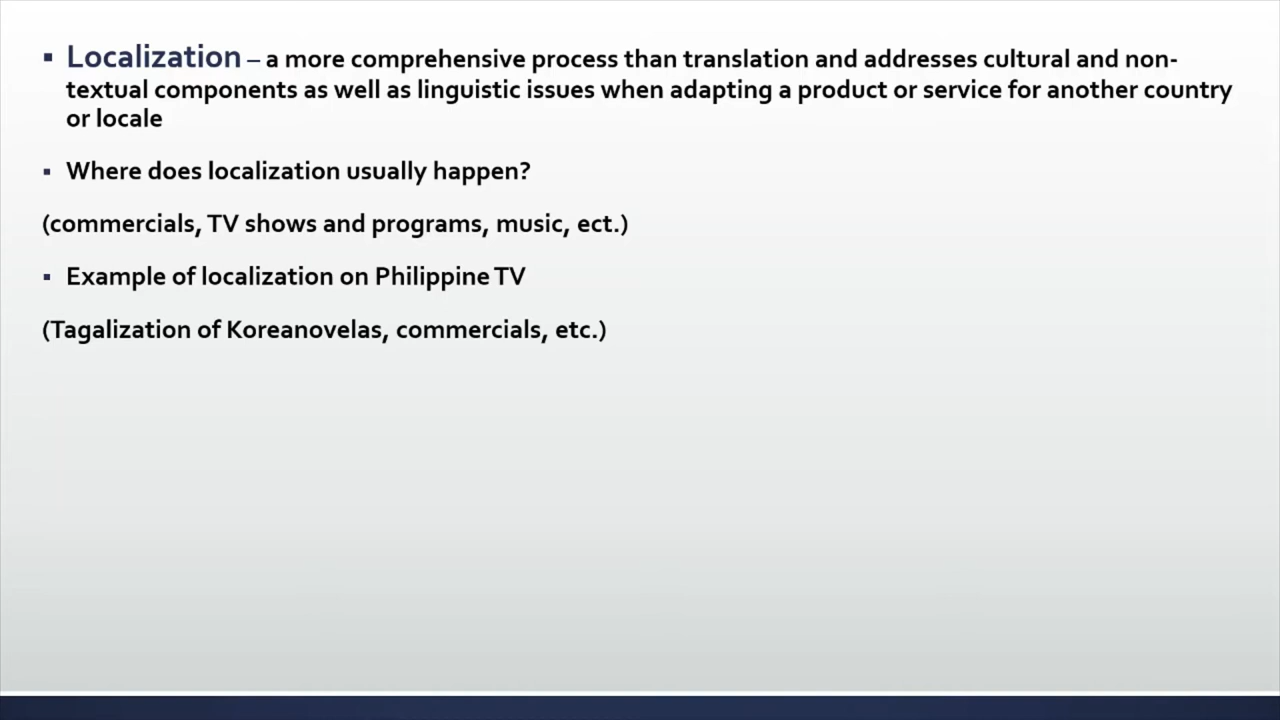 ▪ Localization – a more comprehensive process than translation and addresses cultural and non-
textual components as well as linguistic issues when adapting a product or service for another country
or locale
▪ Where does localization usually happen?
(commercials, TV shows and programs, music, ect.)
▪ Example of localization on Philippine TV
(Tagalization of Koreanovelas, commercials, etc.)